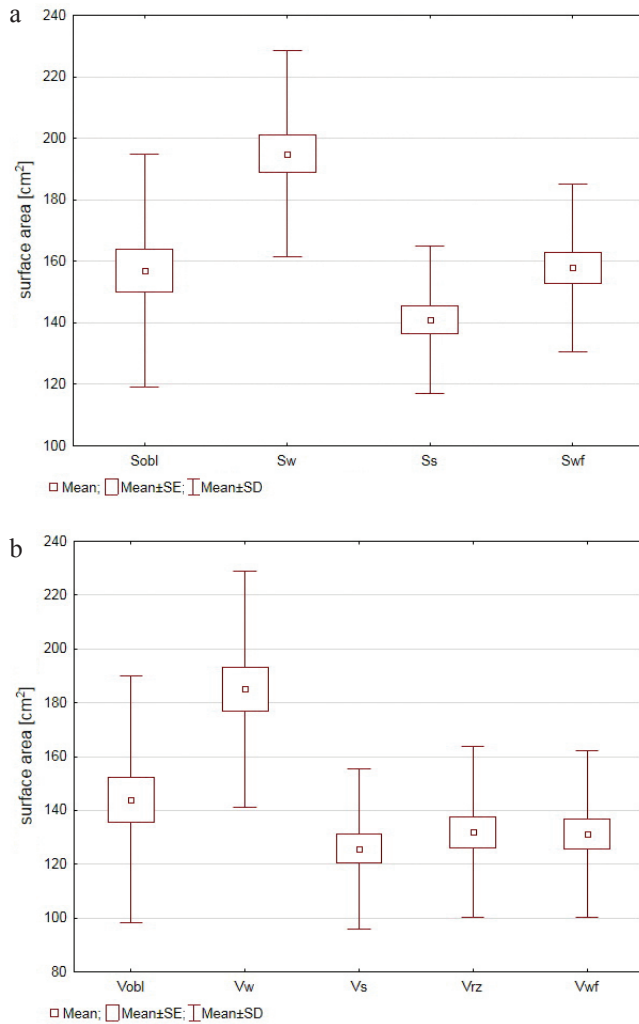 a
240
220
200
180
160
140
120
100
surface area [cm²]
Sobl Sw Ss Swf
Mean; Mean±SE; Mean±SD
b
240
220
200
180
160
140
120
100
80
surface area [cm²]
Vobl Vw Vs Vrz Vwf
Mean; Mean±SE; Mean±SD